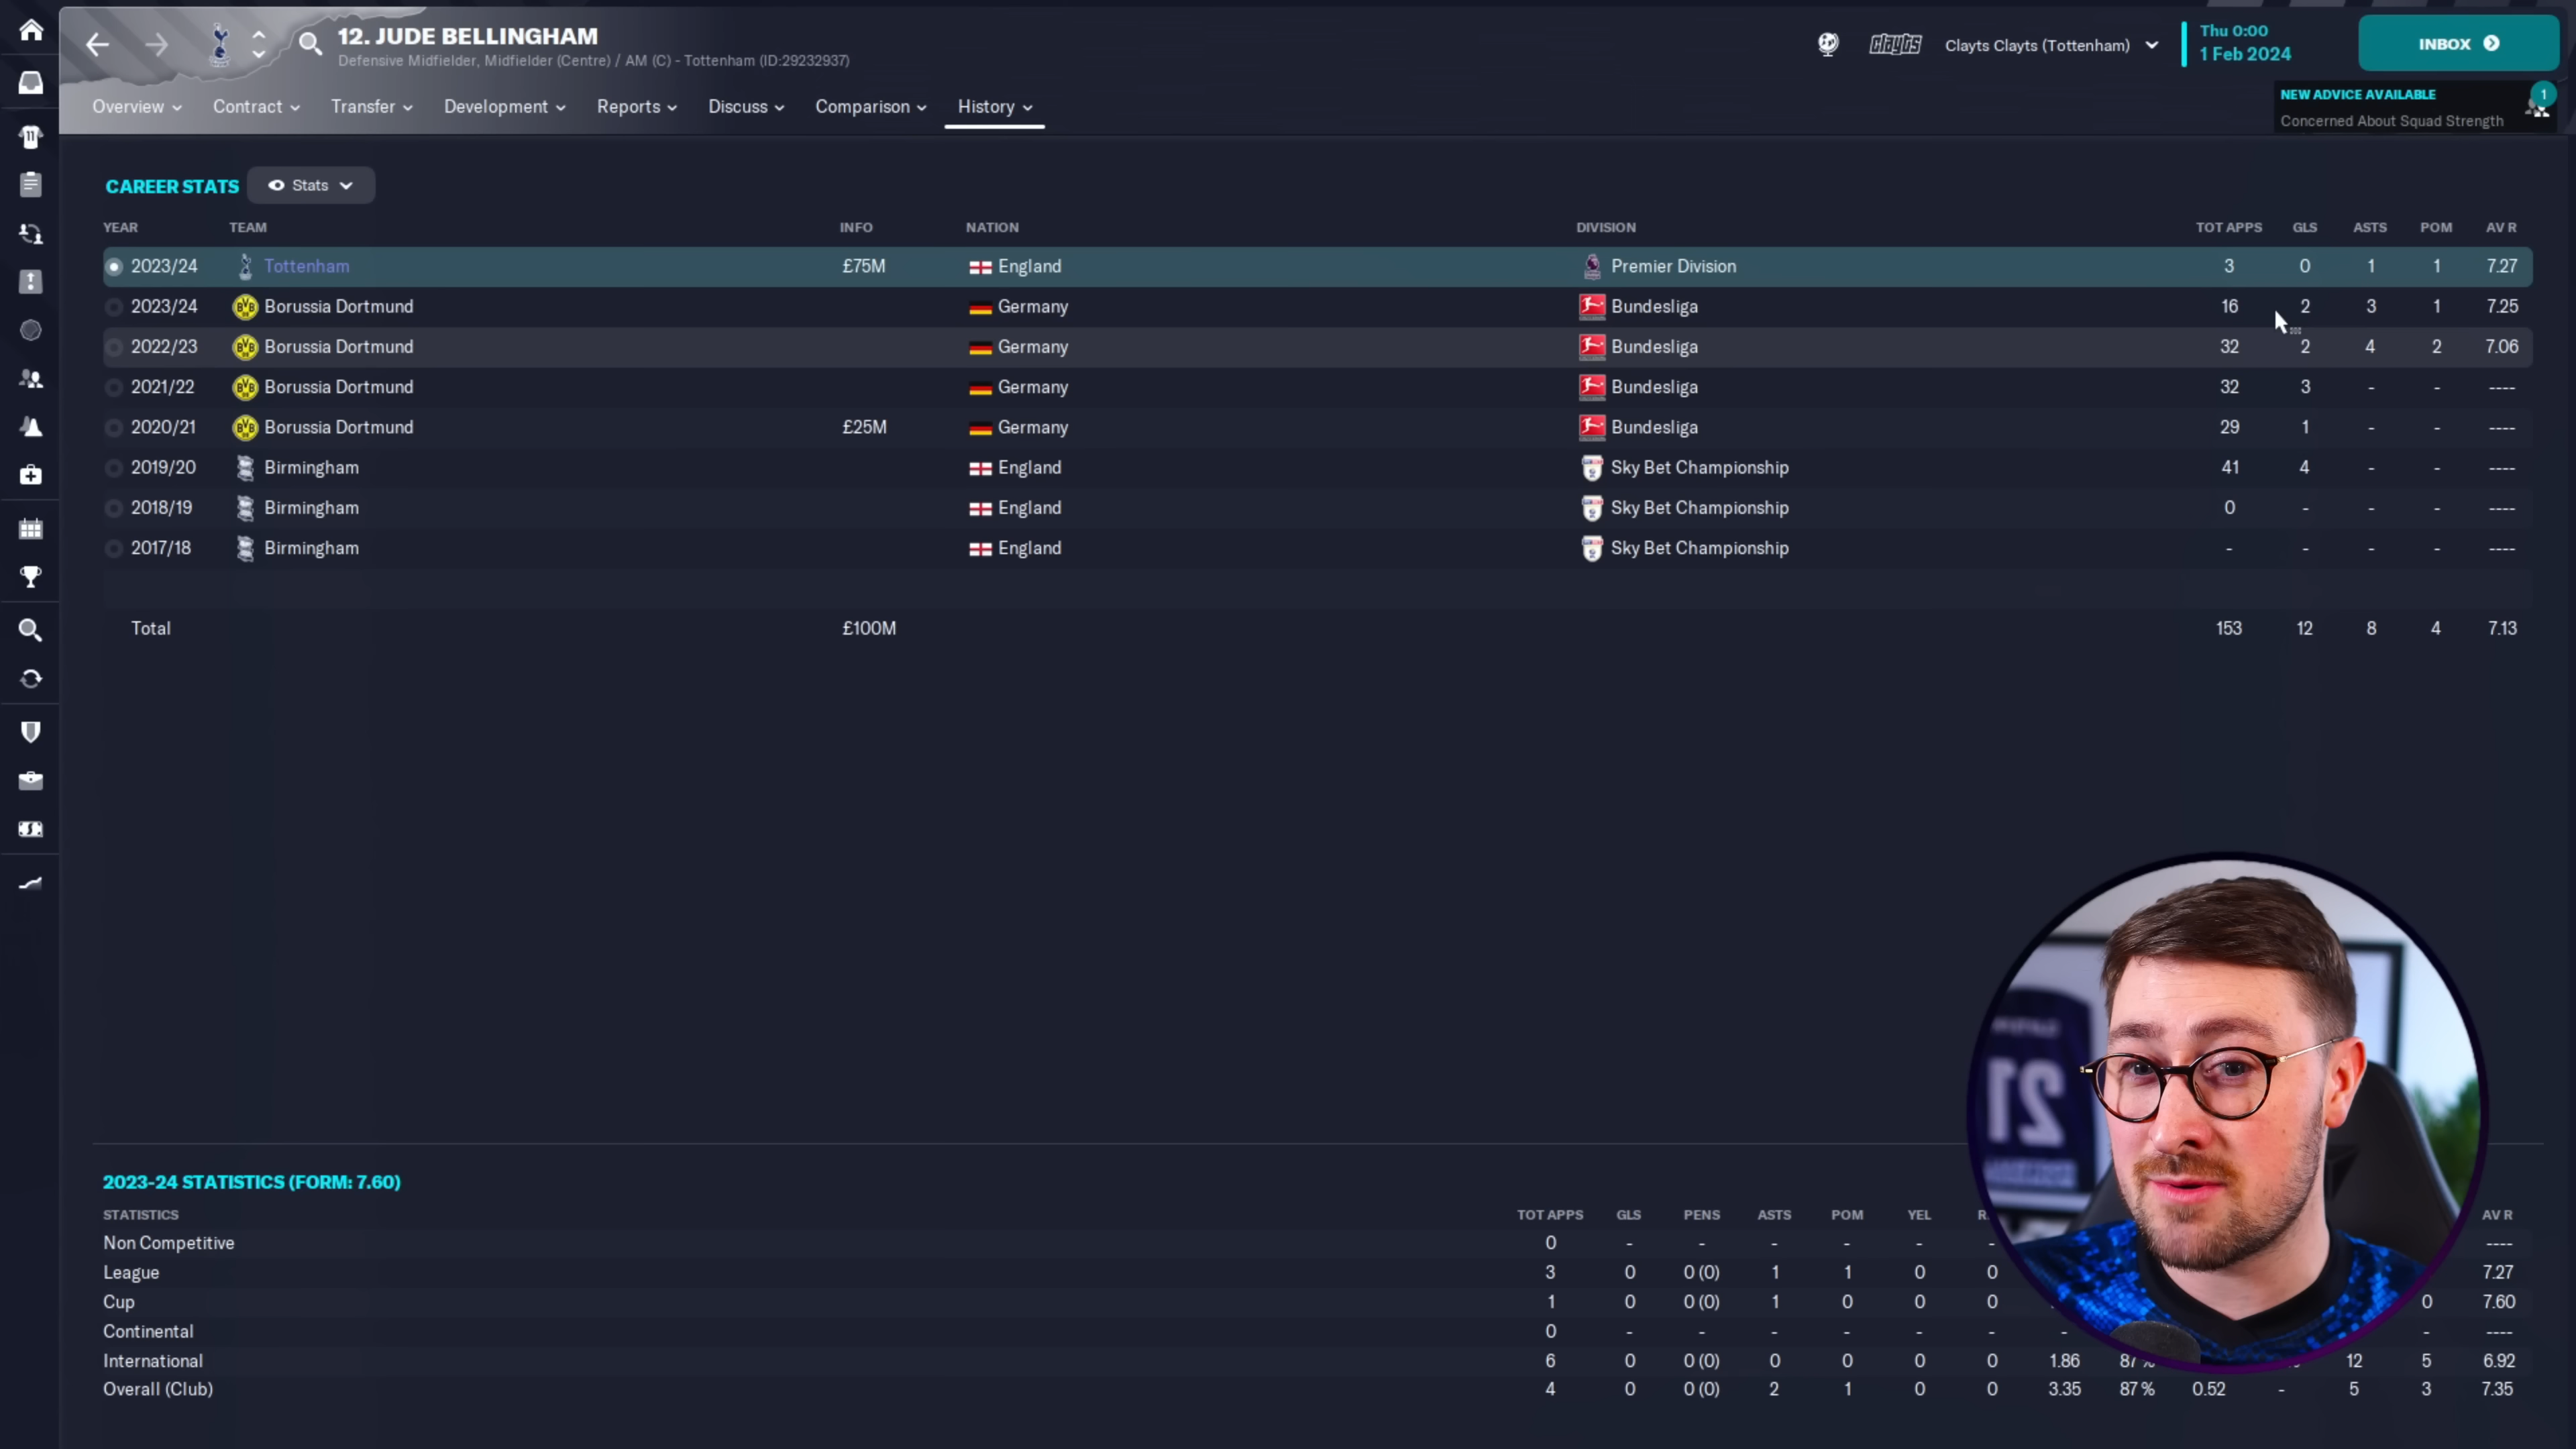 12. JUDE BELLINGHAM
Defensive Midfielder, Midfielder (Centre) / AM (C) - Tottenham (ID:29232937)
clayts
Clayts Clayts (Tottenham)
Thu 0:00
1 Feb 2024
INBOX
Overview Contract Transfer Development Reports Discuss Comparison History
NEW ADVICE AVAILABLE 1
Concerned About Squad Strength
CAREER STATS Stats
YEAR TEAM INFO NATION DIVISION TOT APPS GLS ASTS POM AV R
2023/24 Tottenham £75M England Premier Division 3 0 1 1 7.27
2023/24 Borussia Dortmund Germany Bundesliga 16 2 3 1 7.25
2022/23 Borussia Dortmund Germany Bundesliga 32 2 4 2 7.06
2021/22 Borussia Dortmund Germany Bundesliga 32 3 - - ----
2020/21 Borussia Dortmund £25M Germany Bundesliga 29 1 - - ----
2019/20 Birmingham England Sky Bet Championship 41 4 - - ----
2018/19 Birmingham England Sky Bet Championship 0 - - - ----
2017/18 Birmingham England Sky Bet Championship - - - - ----
Total £100M 153 12 8 4 7.13
2023-24 STATISTICS (FORM: 7.60)
STATISTICS TOT APPS GLS PENS ASTS POM YEL AV R
Non Competitive 0 - - - - - - ----
League 3 0 0 (0) 1 1 0 0 7.27
Cup 1 0 0 (0) 1 0 0 0 0 7.60
Continental 0 - - - - - - - - ----
International 6 0 0 (0) 0 0 0 0 1.86 87 % 12 5 6.92
Overall (Club) 4 0 0 (0) 2 1 0 0 3.35 87 % 0.52 - 5 3 7.35
21